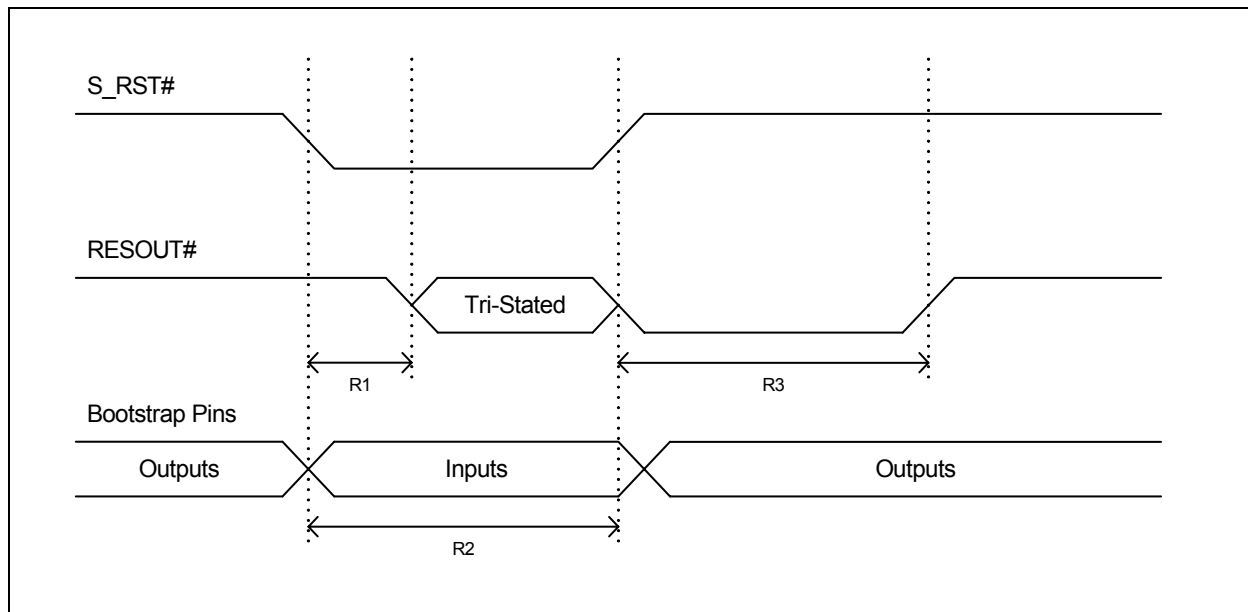 S_RST#
RESOUT#
Tri-Stated
R1
R3
Bootstrap Pins
Outputs
Inputs
Outputs
R2